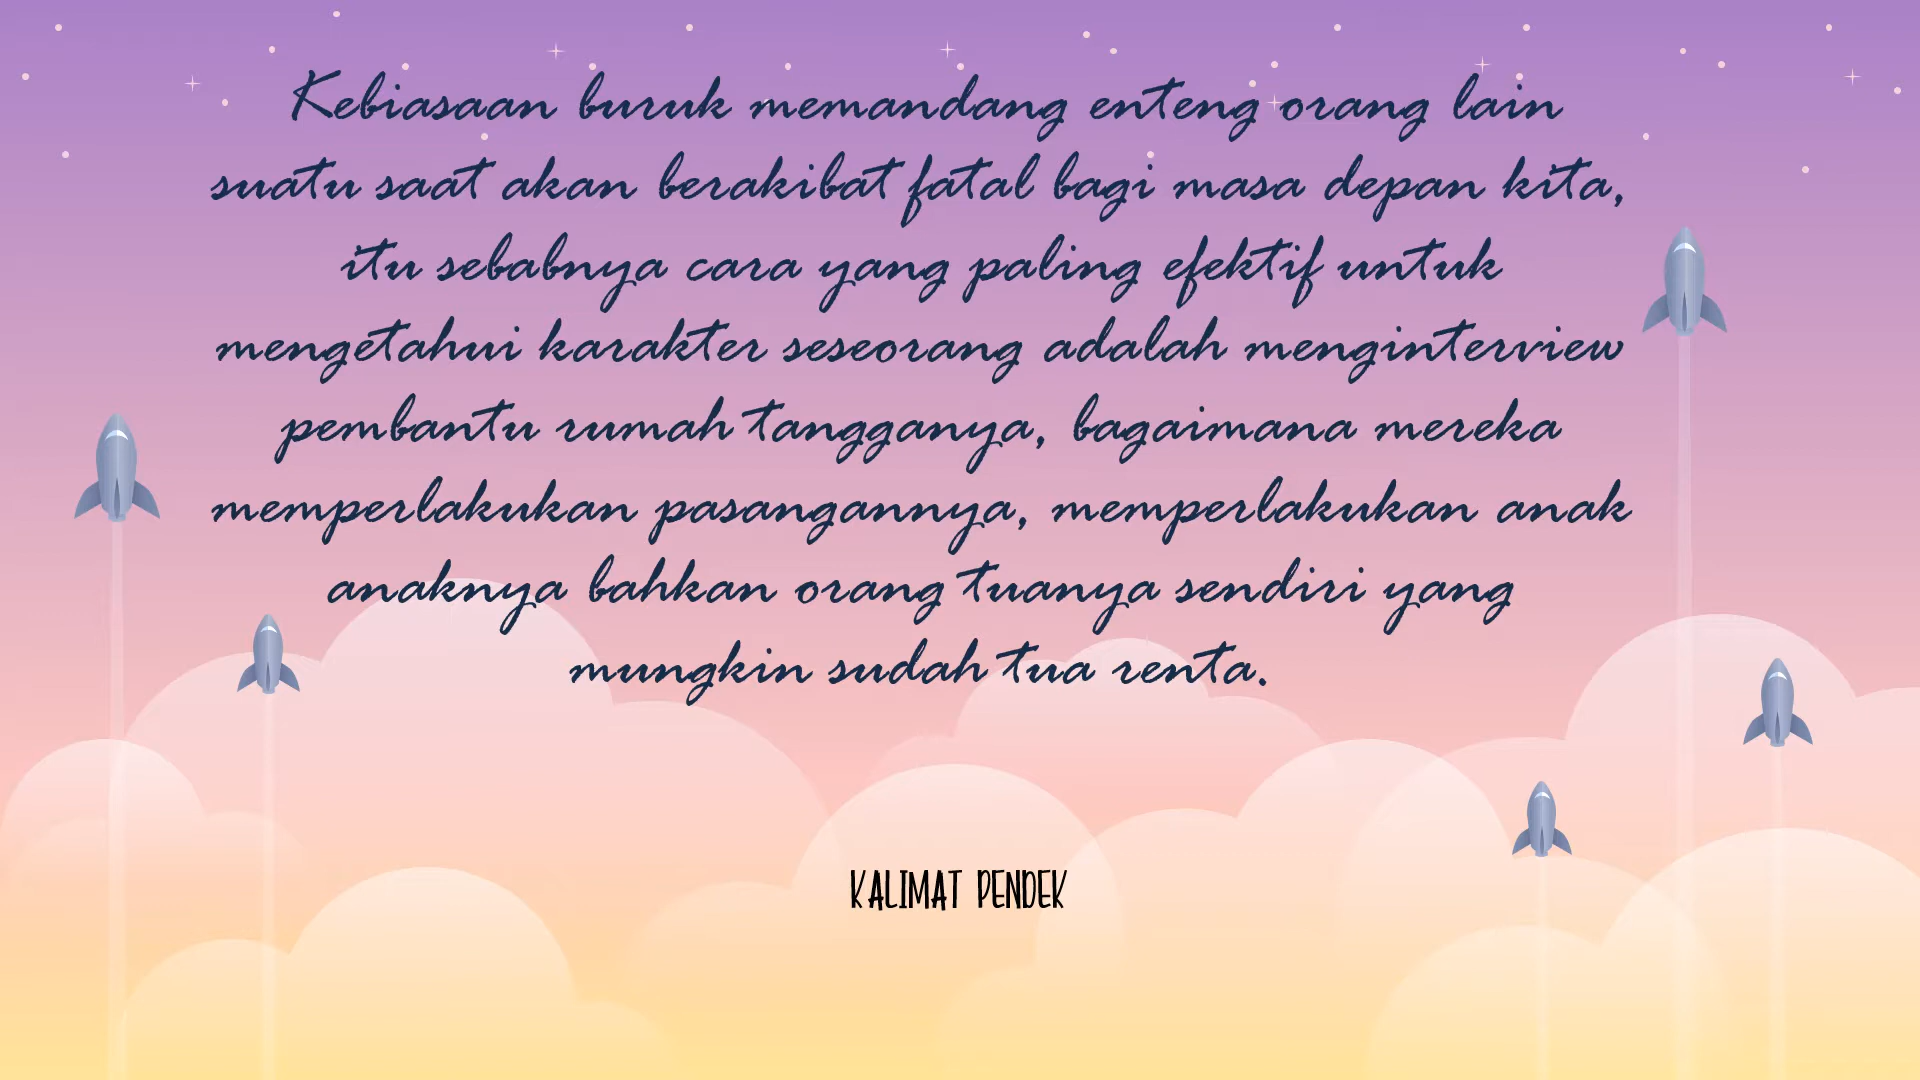 Kebiasaan buruk memandang enteng orang lain
suatu saat akan berakibat fatal bagi masa depan kita,
itu sebabnya cara yang paling efektif untuk
mengetahui karakter seseorang adalah menginterview
pembantu rumah tangganya, bagaimana mereka
memperlakukan pasangannya, memperlakukan anak
anaknya bahkan orang tuanya sendiri yang
mungkin sudah tua renta.
KALIMAT PENDEK